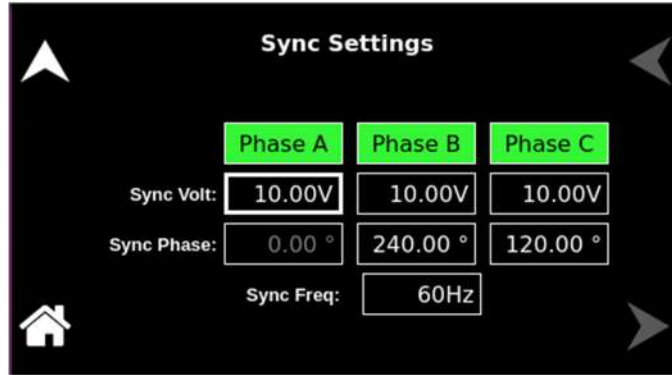 Sync Settings
Phase A Phase B Phase C
Sync Volt: 10.00V 10.00V 10.00V
Sync Phase: 0.00 ° 240.00 ° 120.00 °
Sync Freq: 60Hz